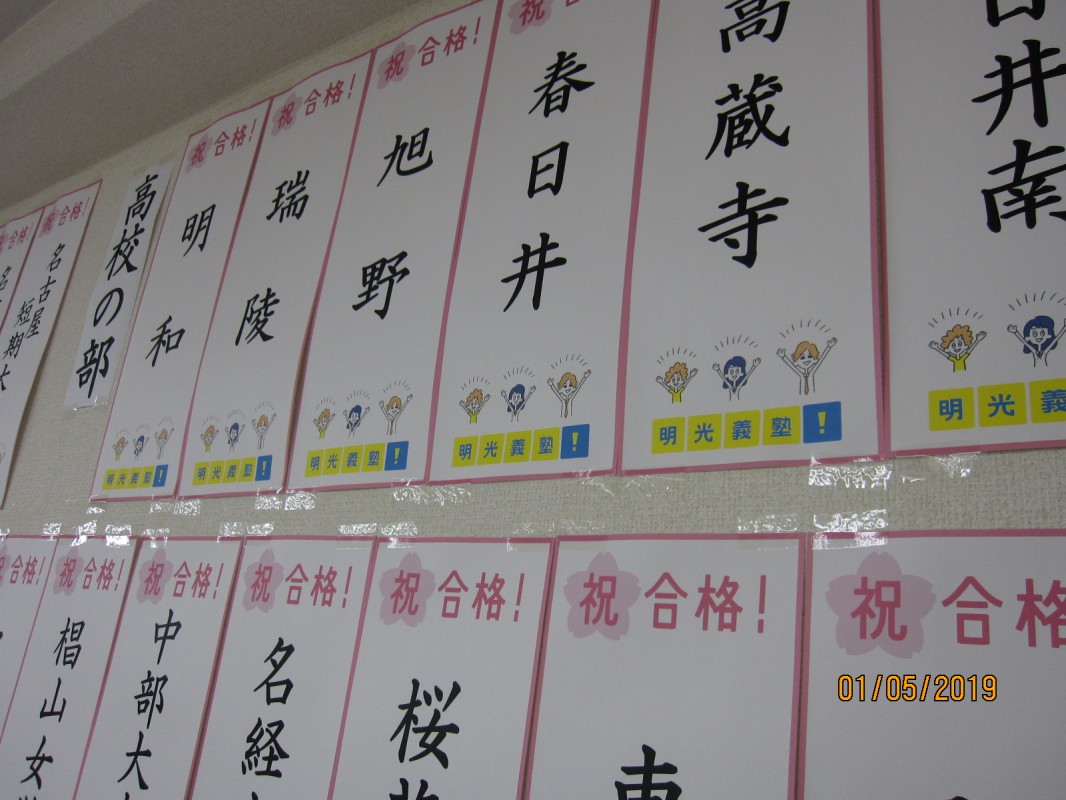 祝 合格!
名古屋
短期大
高校の部
祝 合格!
明和
明光義塾!
祝 合格!
瑞陵
明光義塾!
祝 合格!
旭野
明光義塾!
祝 合格!
春日井
明光義塾!
高蔵寺
明光義塾!
日井南
明光義
合格!
祝 合格!
椙山女
祝 合格!
中部大
祝 合格!
名経
祝 合格!
桜
祝 合格!
祝 合格
01/05/2019